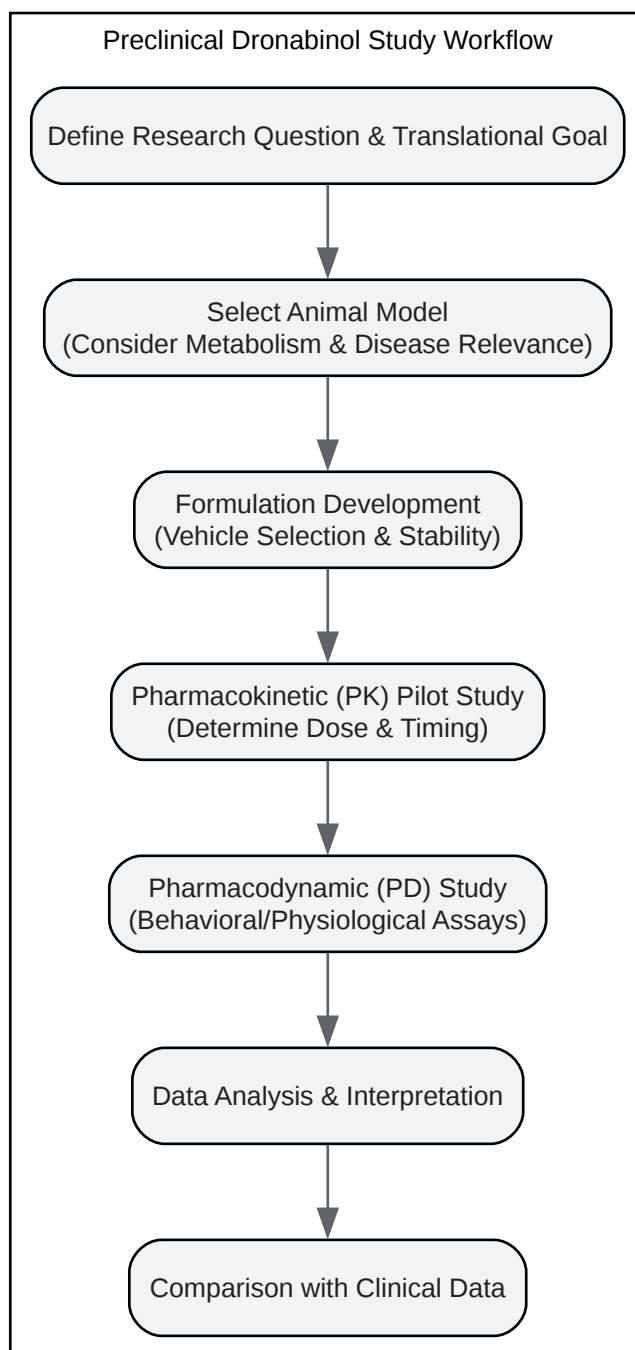 Preclinical Dronabinol Study Workflow
Define Research Question & Translational Goal
Select Animal Model
(Consider Metabolism & Disease Relevance)
Formulation Development
(Vehicle Selection & Stability)
Pharmacokinetic (PK) Pilot Study
(Determine Dose & Timing)
Pharmacodynamic (PD) Study
(Behavioral/Physiological Assays)
Data Analysis & Interpretation
Comparison with Clinical Data